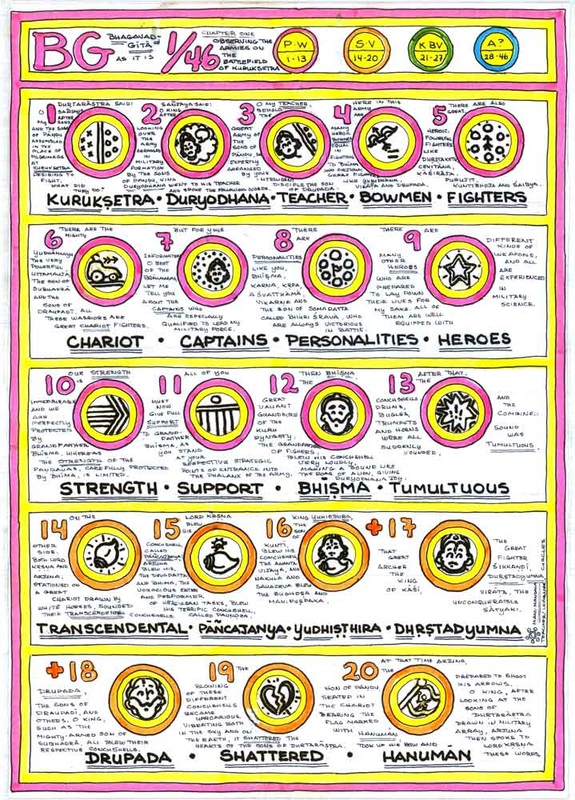 BG
BHAGAVAD-
GĪTĀ
AS IT IS
1/46
CHAPTER ONE
OBSERVING THE
ARMIES ON
THE
BATTLEFIELD
OF KURUKṢETRA
P·W
1-13
S·V
14-20
K·BV
21-27
A?
28-46
1
DHṚTARĀṢṬRA SAID:
O SAÑJAYA, AFTER
MY SONS
AND THE SONS
OF PĀṆḌU
ASSEMBLED
IN THE
PLACE OF
PILGRIMAGE
AT
KURUKṢETRA
DESIRING TO
FIGHT,
WHAT DID
THEY DO?
2
SAÑJAYA SAID:
O KING,
AFTER
LOOKING
OVER
THE
ARMY
ARRANGED
IN
MILITARY
FORMATION
BY THE SONS
OF PĀṆḌU, KING
DURYODHANA WENT TO HIS TEACHER
AND SPOKE THE FOLLOWING WORDS.
3
O MY TEACHER,
BEHOLD
THE
GREAT
ARMY OF
THE
SONS OF
PĀṆḌU,
EXPERTLY
ARRANGED
BY YOUR
INTELLIGENT
DISCIPLE THE SON
OF DRUPADA.
4
HERE IN THIS
ARMY
MANY
HEROIC
BOWMEN
EQUAL
IN
FIGHTING
TO BHĪMA
AND ARJUNA:
GREAT FIGHTERS
LIKE YUYUDHĀNA,
VIRĀṬA AND DRUPADA.
5
THERE ARE ALSO
GREAT,
HEROIC,
POWERFUL
FIGHTERS
LIKE
DHṚṢṬAKETU,
CEKITĀNA,
KĀŚIRĀJA,
PURUJIT,
KUNTIBHOJA AND ŚAIBYA.
KURUKṢETRA · DURYODHANA · TEACHER · BOWMEN · FIGHTERS
6
THERE ARE THE
MIGHTY
YUDHĀMANYU,
THE VERY
POWERFUL
UTTAMAUJĀ,
THE SON OF
SUBHADRĀ
AND THE
SONS OF
DRAUPADĪ. ALL
THESE WARRIORS ARE
GREAT CHARIOT FIGHTERS.
7
BUT FOR YOUR
INFORMATION,
O BEST
OF THE
BRĀHMAṆAS,
LET ME
TELL YOU
ABOUT THE
CAPTAINS WHO
ARE ESPECIALLY
QUALIFIED TO LEAD MY
MILITARY FORCE.
8
THERE
ARE
PERSONALITIES
LIKE YOU,
BHĪṢMA,
KARṆA, KṚPA,
AŚVATTHĀMĀ,
VIKARṆA AND
THE SON OF SOMADATTA
CALLED BHŪRIŚRAVĀ, WHO
ARE ALWAYS VICTORIOUS
IN BATTLE.
9
THERE ARE
MANY
OTHER
HEROES
WHO ARE
PREPARED
TO LAY DOWN
THEIR LIVES FOR
MY SAKE. ALL OF
THEM ARE WELL
EQUIPPED WITH
DIFFERENT
KINDS OF
WEAPONS,
AND ALL
ARE
EXPERIENCED
IN
MILITARY
SCIENCE.
CHARIOT · CAPTAINS · PERSONALITIES · HEROES
10
OUR STRENGTH
IS
IMMEASURABLE
AND WE
ARE
PERFECTLY
PROTECTED
BY
GRANDFATHER
BHĪṢMA, WHEREAS
THE STRENGTH OF THE
PĀṆḌAVAS, CAREFULLY PROTECTED
BY BHĪMA, IS LIMITED.
11
ALL OF YOU
MUST
NOW
GIVE FULL
SUPPORT
TO GRAND-
FATHER
BHĪṢMA, AS
YOU STAND
AT YOUR
RESPECTIVE STRATEGIC
POINTS OF ENTRANCE INTO
THE PHALANX OF THE ARMY.
12
THEN BHĪṢMA
THE
GREAT
VALIANT
GRANDSIRE
OF THE
KURU
DYNASTY,
THE GRANDFATHER
OF FIGHTERS,
BLEW HIS CONCHSHELL
VERY LOUDLY,
MAKING A SOUND LIKE
THE ROAR OF A LION, GIVING
DURYODHANA JOY.
13
AFTER THAT,
THE
CONCHSHELLS
DRUMS,
BUGLES,
TRUMPETS
AND HORNS
WERE ALL
SUDDENLY
SOUNDED,
AND
THE
COMBINED
SOUND
WAS
TUMULTUOUS
STRENGTH · SUPPORT · BHĪṢMA · TUMULTUOUS
14
ON THE
OTHER
SIDE,
BOTH LORD
KṚṢṆA AND
ARJUNA,
STATIONED ON
A GREAT
CHARIOT DRAWN BY
WHITE HORSES, SOUNDED
THEIR TRANSCENDENTAL CONCHSHELLS.
15
LORD KṚṢṆA
BLEW HIS
CONCHSHELL
CALLED
PĀÑCAJANYA;
ARJUNA
BLEW HIS
THE DEVADATTA
AND BHĪMA, THE
VORACIOUS EATER
AND PERFORMER
OF HERCULEAN TASKS, BLEW
CALLED PAUṆḌRA.
16
KING YUDHIṢṬHIRA,
THE
SON OF
KUNTĪ,
BLEW HIS
CONCHSHELL
THE ANANTA-
VIJAYA, AND
NAKULA AND
SAHADEVA BLEW
THE SUGHOṢA AND
MAṆIPUṢPAKA.
+17
THAT
GREAT
ARCHER
THE
KING
OF
KĀŚĪ
THE
GREAT
FIGHTER
ŚIKHAṆḌĪ,
DHṚṢṬADYUMNA,
VIRĀṬA, THE
UNCONQUERABLE
SĀTYAKI.
TRANSCENDENTAL · PAÑCAJANYA · YUDHIṢṬHIRA · DHṚṢṬADYUMNA
+18
DRUPADA,
THE SONS OF
DRAUPADĪ, AND
OTHERS, O KING,
SUCH AS THE
MIGHTY-
ARMED SON OF
SUBHADRĀ, ALL BLEW THEIR
RESPECTIVE CONCHSHELLS.
19
BLOWING
OF THESE
DIFFERENT
CONCHSHELLS
BECAME
UPROARIOUS.
VIBRATING BOTH
IN THE SKY AND ON
THE EARTH, IT SHATTERED THE
HEARTS OF THE SONS OF DHṚTARĀṢṬRA.
20
AT THAT TIME ARJUNA,
THE
SON OF PĀṆḌU
SEATED IN
THE CHARIOT
BEARING THE
FLAG MARKED
WITH HANUMĀN
TOOK UP HIS BOW AND
PREPARED TO SHOOT
HIS ARROWS,
O KING, AFTER
LOOKING AT THE
SONS OF
DHṚTARĀṢṬRA
DRAWN IN MILITARY
ARRAY, ARJUNA
THEN SPOKE TO
LORD KṚṢṆA
THESE WORDS
DRUPADA · SHATTERED · HANUMĀN